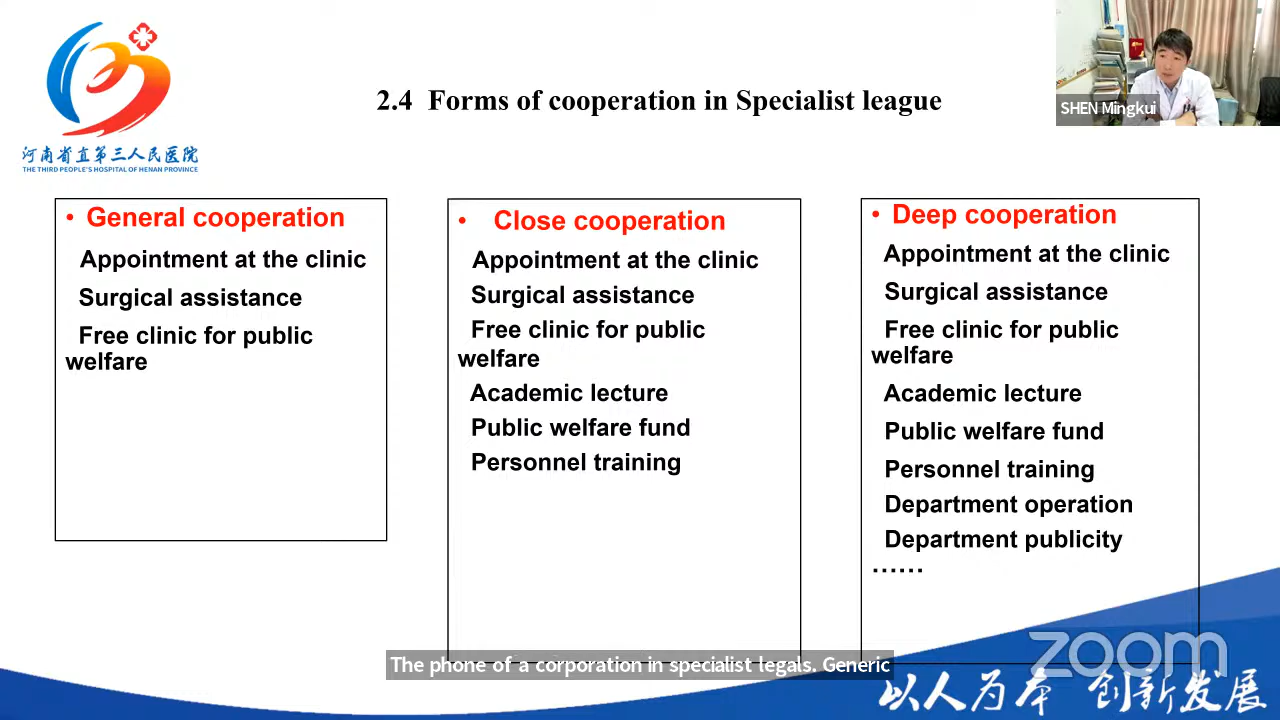 河南省直第三人民医院
THE THIRD PEOPLE'S HOSPITAL OF HENAN PROVINCE
2.4 Forms of cooperation in Specialist league
SHEN Mingkui
• General cooperation
Appointment at the clinic
Surgical assistance
Free clinic for public
welfare
• Close cooperation
Appointment at the clinic
Surgical assistance
Free clinic for public
welfare
Academic lecture
Public welfare fund
Personnel training
• Deep cooperation
Appointment at the clinic
Surgical assistance
Free clinic for public
welfare
Academic lecture
Public welfare fund
Personnel training
Department operation
Department publicity
……
zoom
The phone of a corporation in specialist legals. Generic
以人为本 创新发展